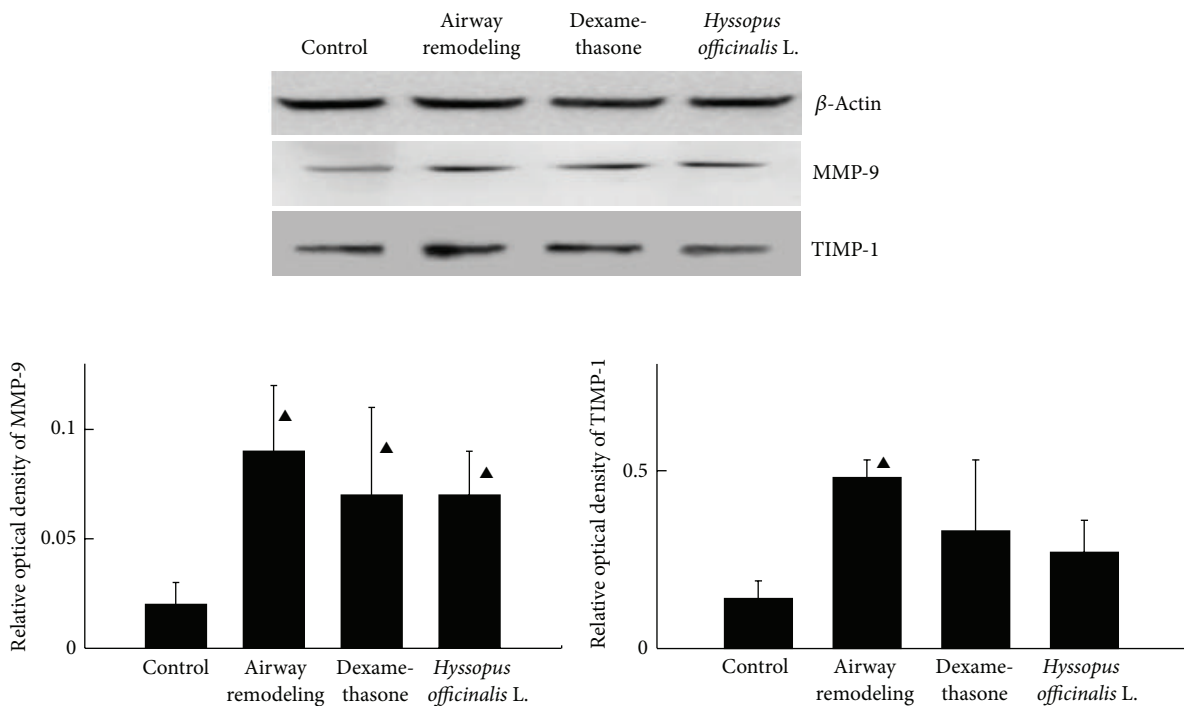 Control
Airway
remodeling
Dexame-
thasone
Hyssopus
officinalis L.
β-Actin
MMP-9
TIMP-1
Relative optical density of MMP-9
0.1
0.05
0
Control
Airway
remodeling
Dexame-
thasone
Hyssopus
officinalis L.
Relative optical density of TIMP-1
0.5
0
Control
Airway
remodeling
Dexame-
thasone
Hyssopus
officinalis L.